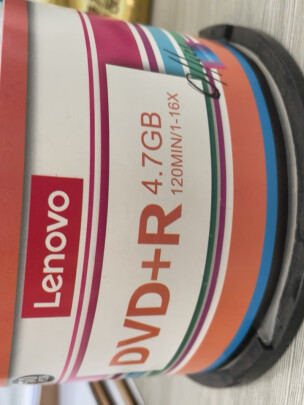 Lenovo
DVD+R 4.7GB
120MIN/1-16X